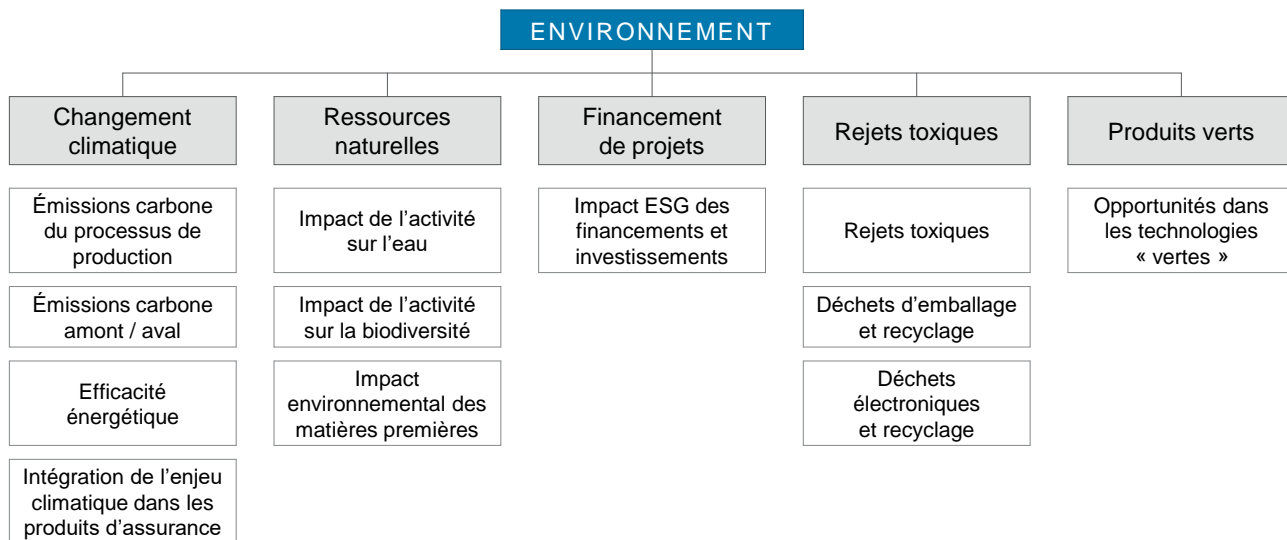 ENVIRONNEMENT
Changement
climatique
Ressources
naturelles
Financement
de projets
Rejets toxiques
Produits verts
Émissions carbone
du processus de
production
Émissions carbone
amont / aval
Efficacité
énergétique
Intégration de l’enjeu
climatique dans les
produits d’assurance
Impact de l’activité
sur l’eau
Impact de l’activité
sur la biodiversité
Impact
environnemental des
matières premières
Impact ESG des
financements et
investissements
Rejets toxiques
Déchets d’emballage
et recyclage
Déchets
électroniques
et recyclage
Opportunités dans
les technologies
« vertes »